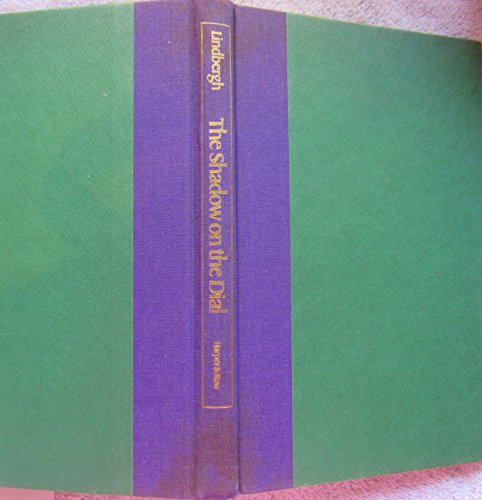 Lindbergh
The Shadow on the Dial
Harper & Row